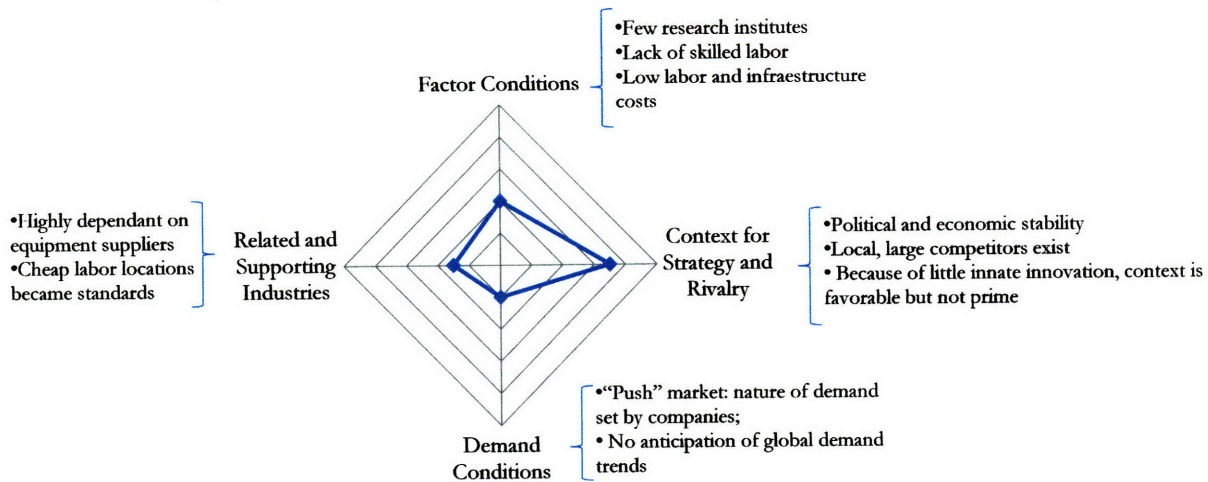 •Few research institutes
•Lack of skilled labor
•Low labor and infraestructure
costs
Factor Conditions
•Highly dependant on
equipment suppliers
•Cheap labor locations
became standards
Related and
Supporting
Industries
Context for
Strategy and
Rivalry
•Political and economic stability
•Local, large competitors exist
• Because of little innate innovation, context is
favorable but not prime
Demand
Conditions
•“Push” market: nature of demand
set by companies;
• No anticipation of global demand
trends